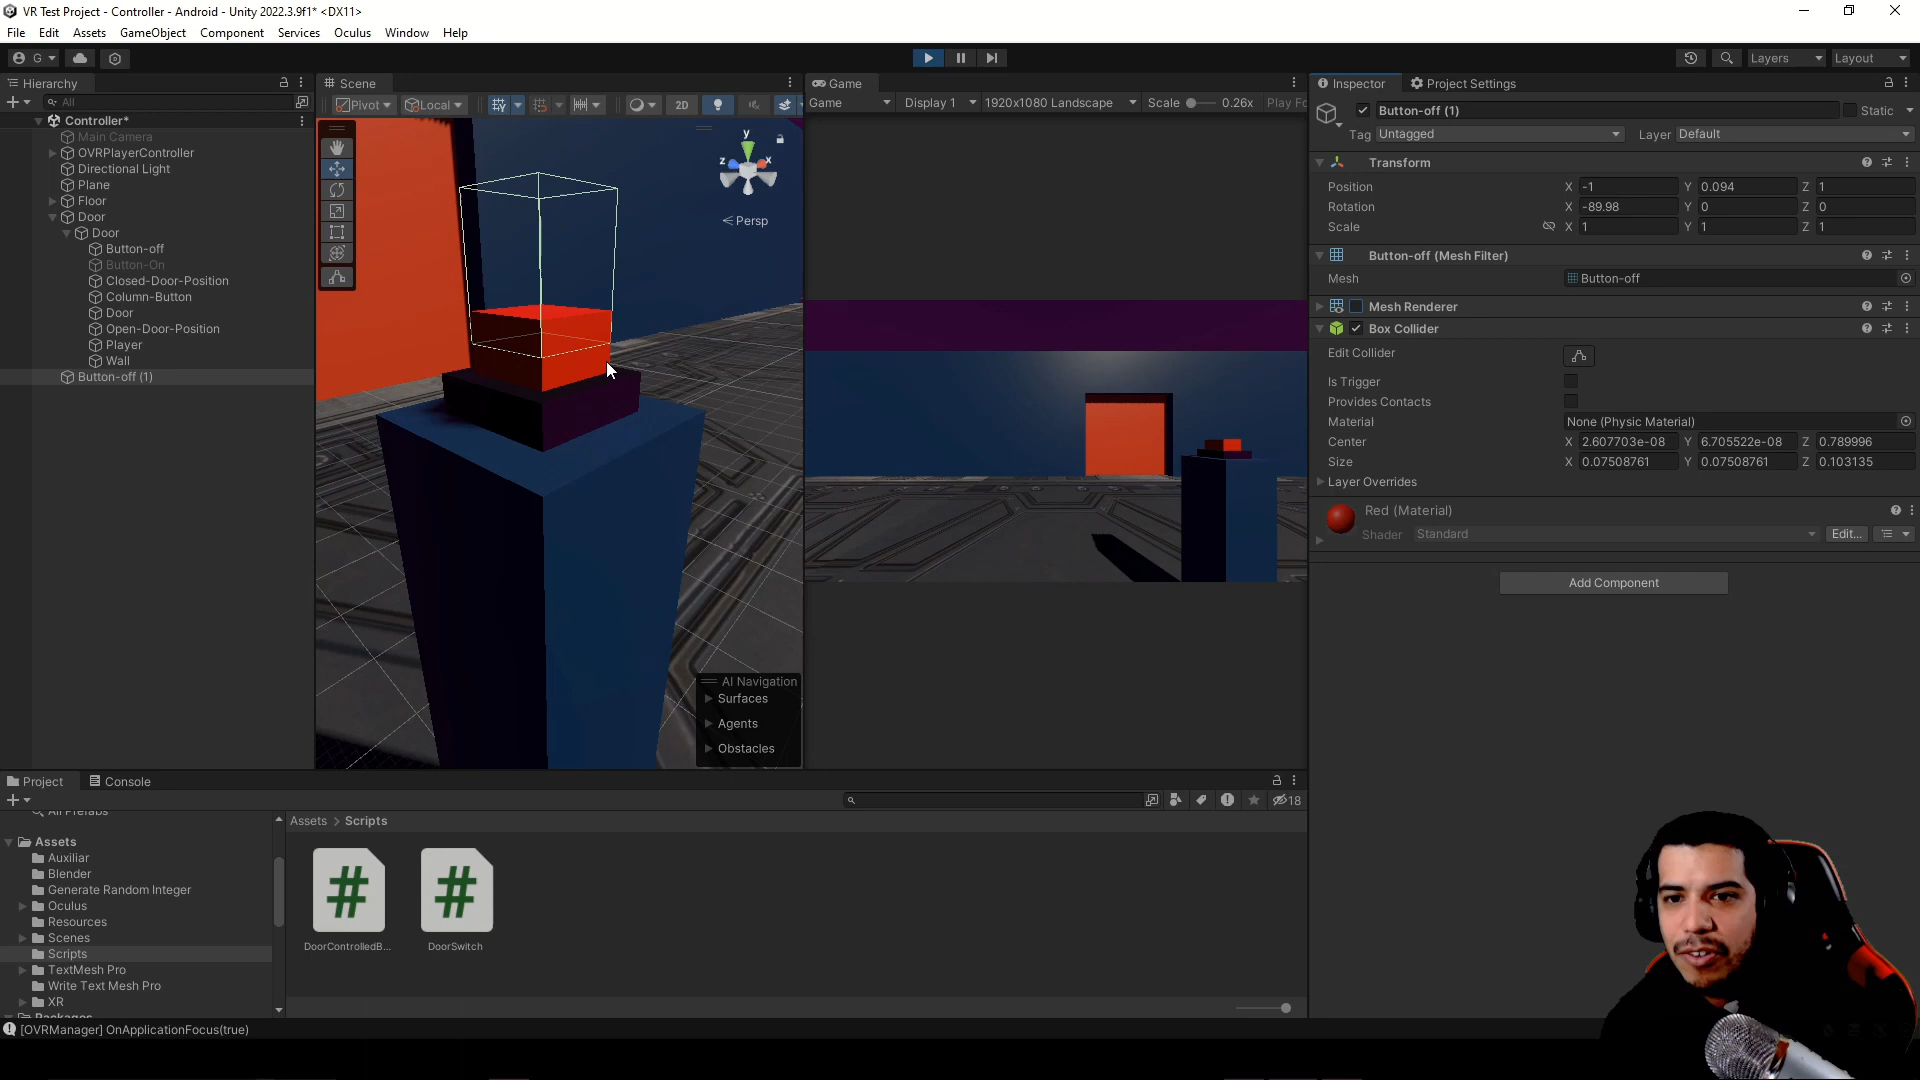 VR Test Project - Controller - Android - Unity 2022.3.9f1* <DX11>
File Edit Assets GameObject Component Services Oculus Window Help
G
Layers Layout
Hierarchy
All
Controller*
Main Camera
OVRPlayerController
Directional Light
Plane
Floor
Door
Door
Button-off
Button-On
Closed-Door-Position
Column-Button
Door
Open-Door-Position
Player
Wall
Button-off (1)
Scene
Pivot Local 2D
y
z x
< Persp
AI Navigation
Surfaces
Agents
Obstacles
Game
Game Display 1 1920x1080 Landscape Scale 0.26x Play Fo
Inspector Project Settings
Button-off (1) Static
Tag Untagged Layer Default
Transform
Position X -1 Y 0.094 Z 1
Rotation X -89.98 Y 0 Z 0
Scale X 1 Y 1 Z 1
Button-off (Mesh Filter)
Mesh Button-off
Mesh Renderer
Box Collider
Edit Collider
Is Trigger
Provides Contacts
Material None (Physic Material)
Center X 2.607703e-08 Y 6.705522e-08 Z 0.789996
Size X 0.07508761 Y 0.07508761 Z 0.103135
Layer Overrides
Red (Material)
Shader Standard Edit...
Add Component
Project Console
18
All Prefabs
Assets
Auxiliar
Blender
Generate Random Integer
Oculus
Resources
Scenes
Scripts
TextMesh Pro
Write Text Mesh Pro
XR
Packages
Assets > Scripts
DoorControlledB...
DoorSwitch
[OVRManager] OnApplicationFocus(true)